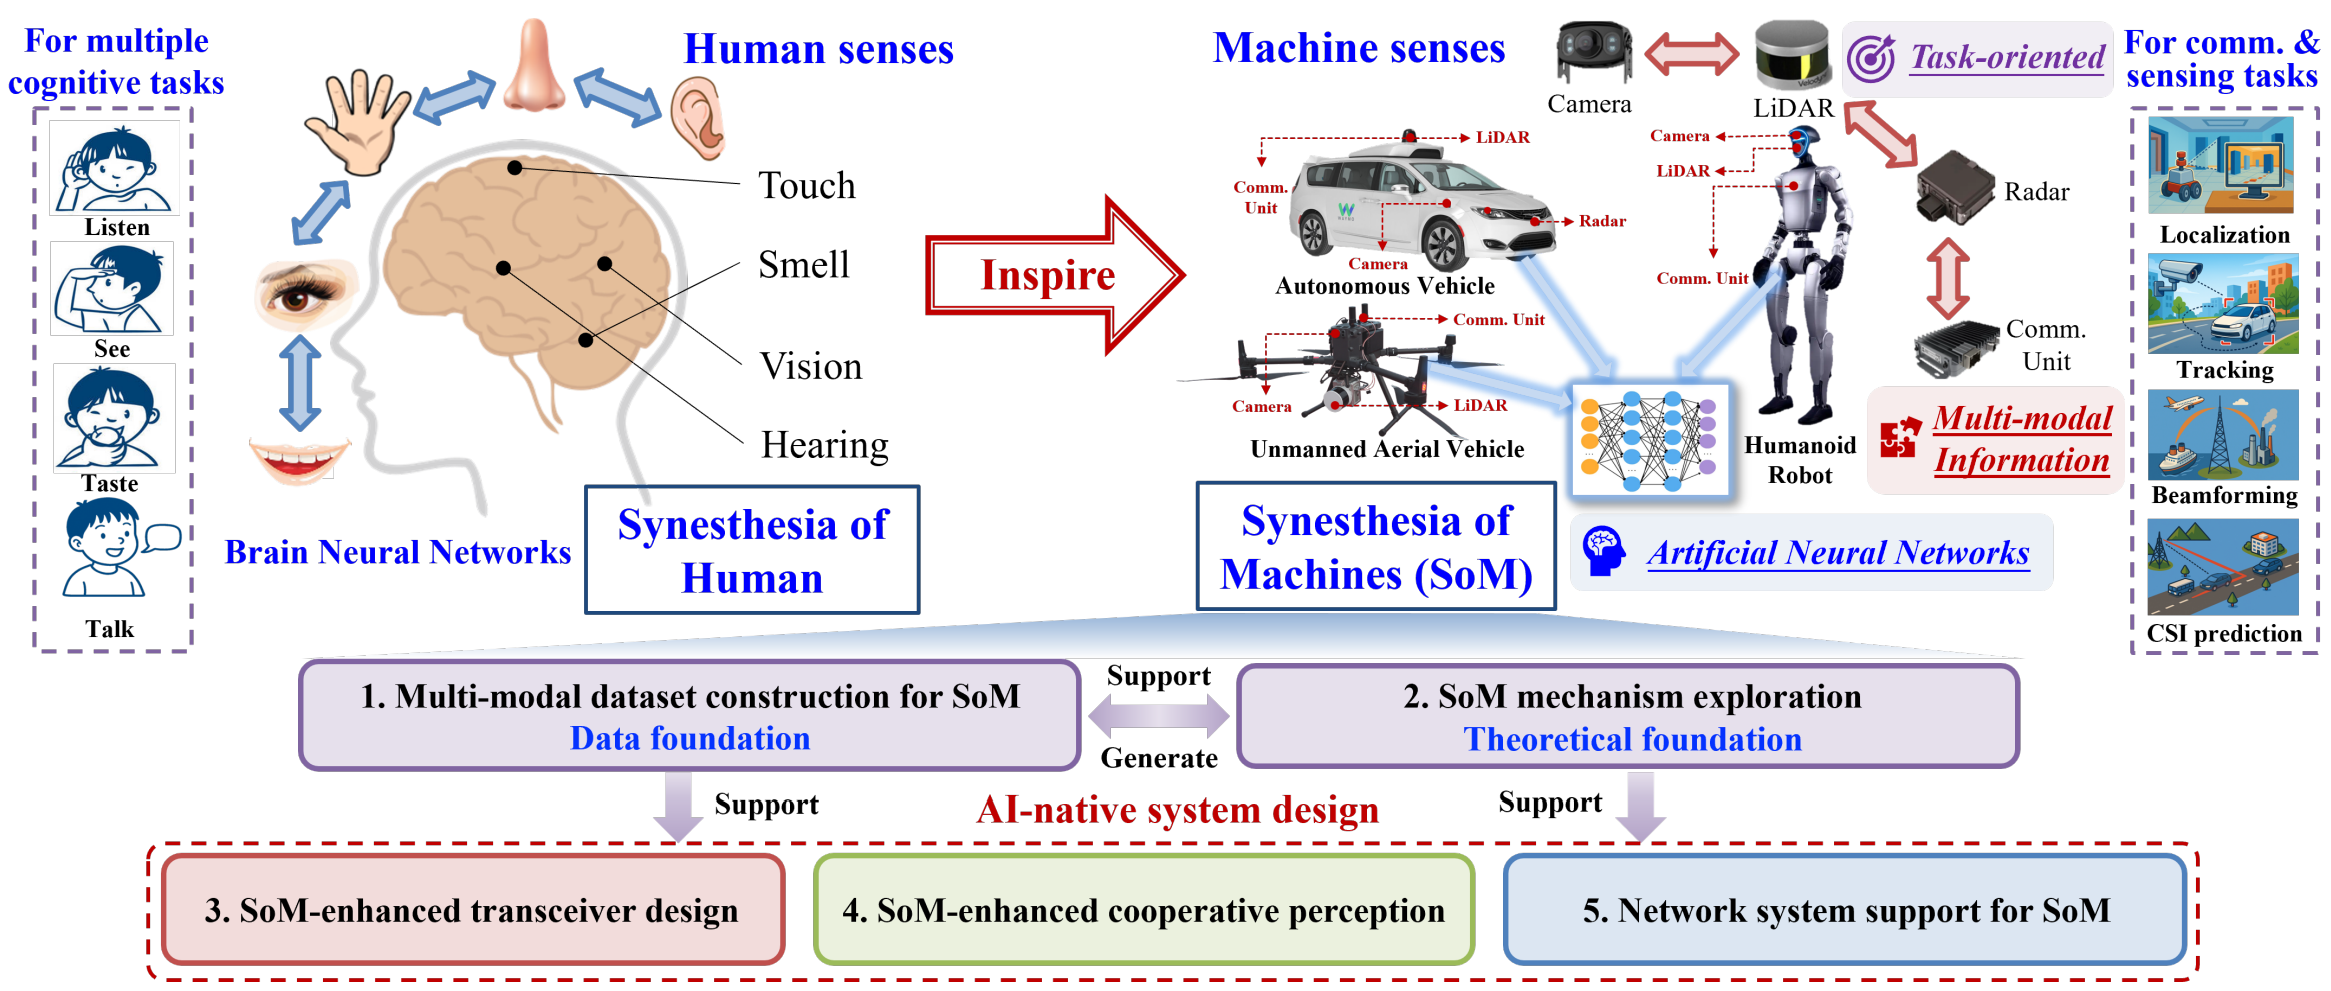 For multiple
cognitive tasks
Listen
See
Taste
Talk
Human senses
Touch
Smell
Vision
Hearing
Brain Neural Networks
Synesthesia of
Human
Inspire
Machine senses
Camera
LiDAR
Task-oriented
Radar
Comm.
Unit
Multi-modal
Information
LiDAR
Comm.
Unit
Radar
Camera
Autonomous Vehicle
Comm. Unit
Camera
LiDAR
Unmanned Aerial Vehicle
Camera
LiDAR
Comm. Unit
Humanoid
Robot
Velodyne
Synesthesia of
Machines (SoM)
Artificial Neural Networks
For comm. &
sensing tasks
Localization
Tracking
Beamforming
CSI prediction
1. Multi-modal dataset construction for SoM
Data foundation
Support
Generate
2. SoM mechanism exploration
Theoretical foundation
Support
AI-native system design
Support
3. SoM-enhanced transceiver design
4. SoM-enhanced cooperative perception
5. Network system support for SoM